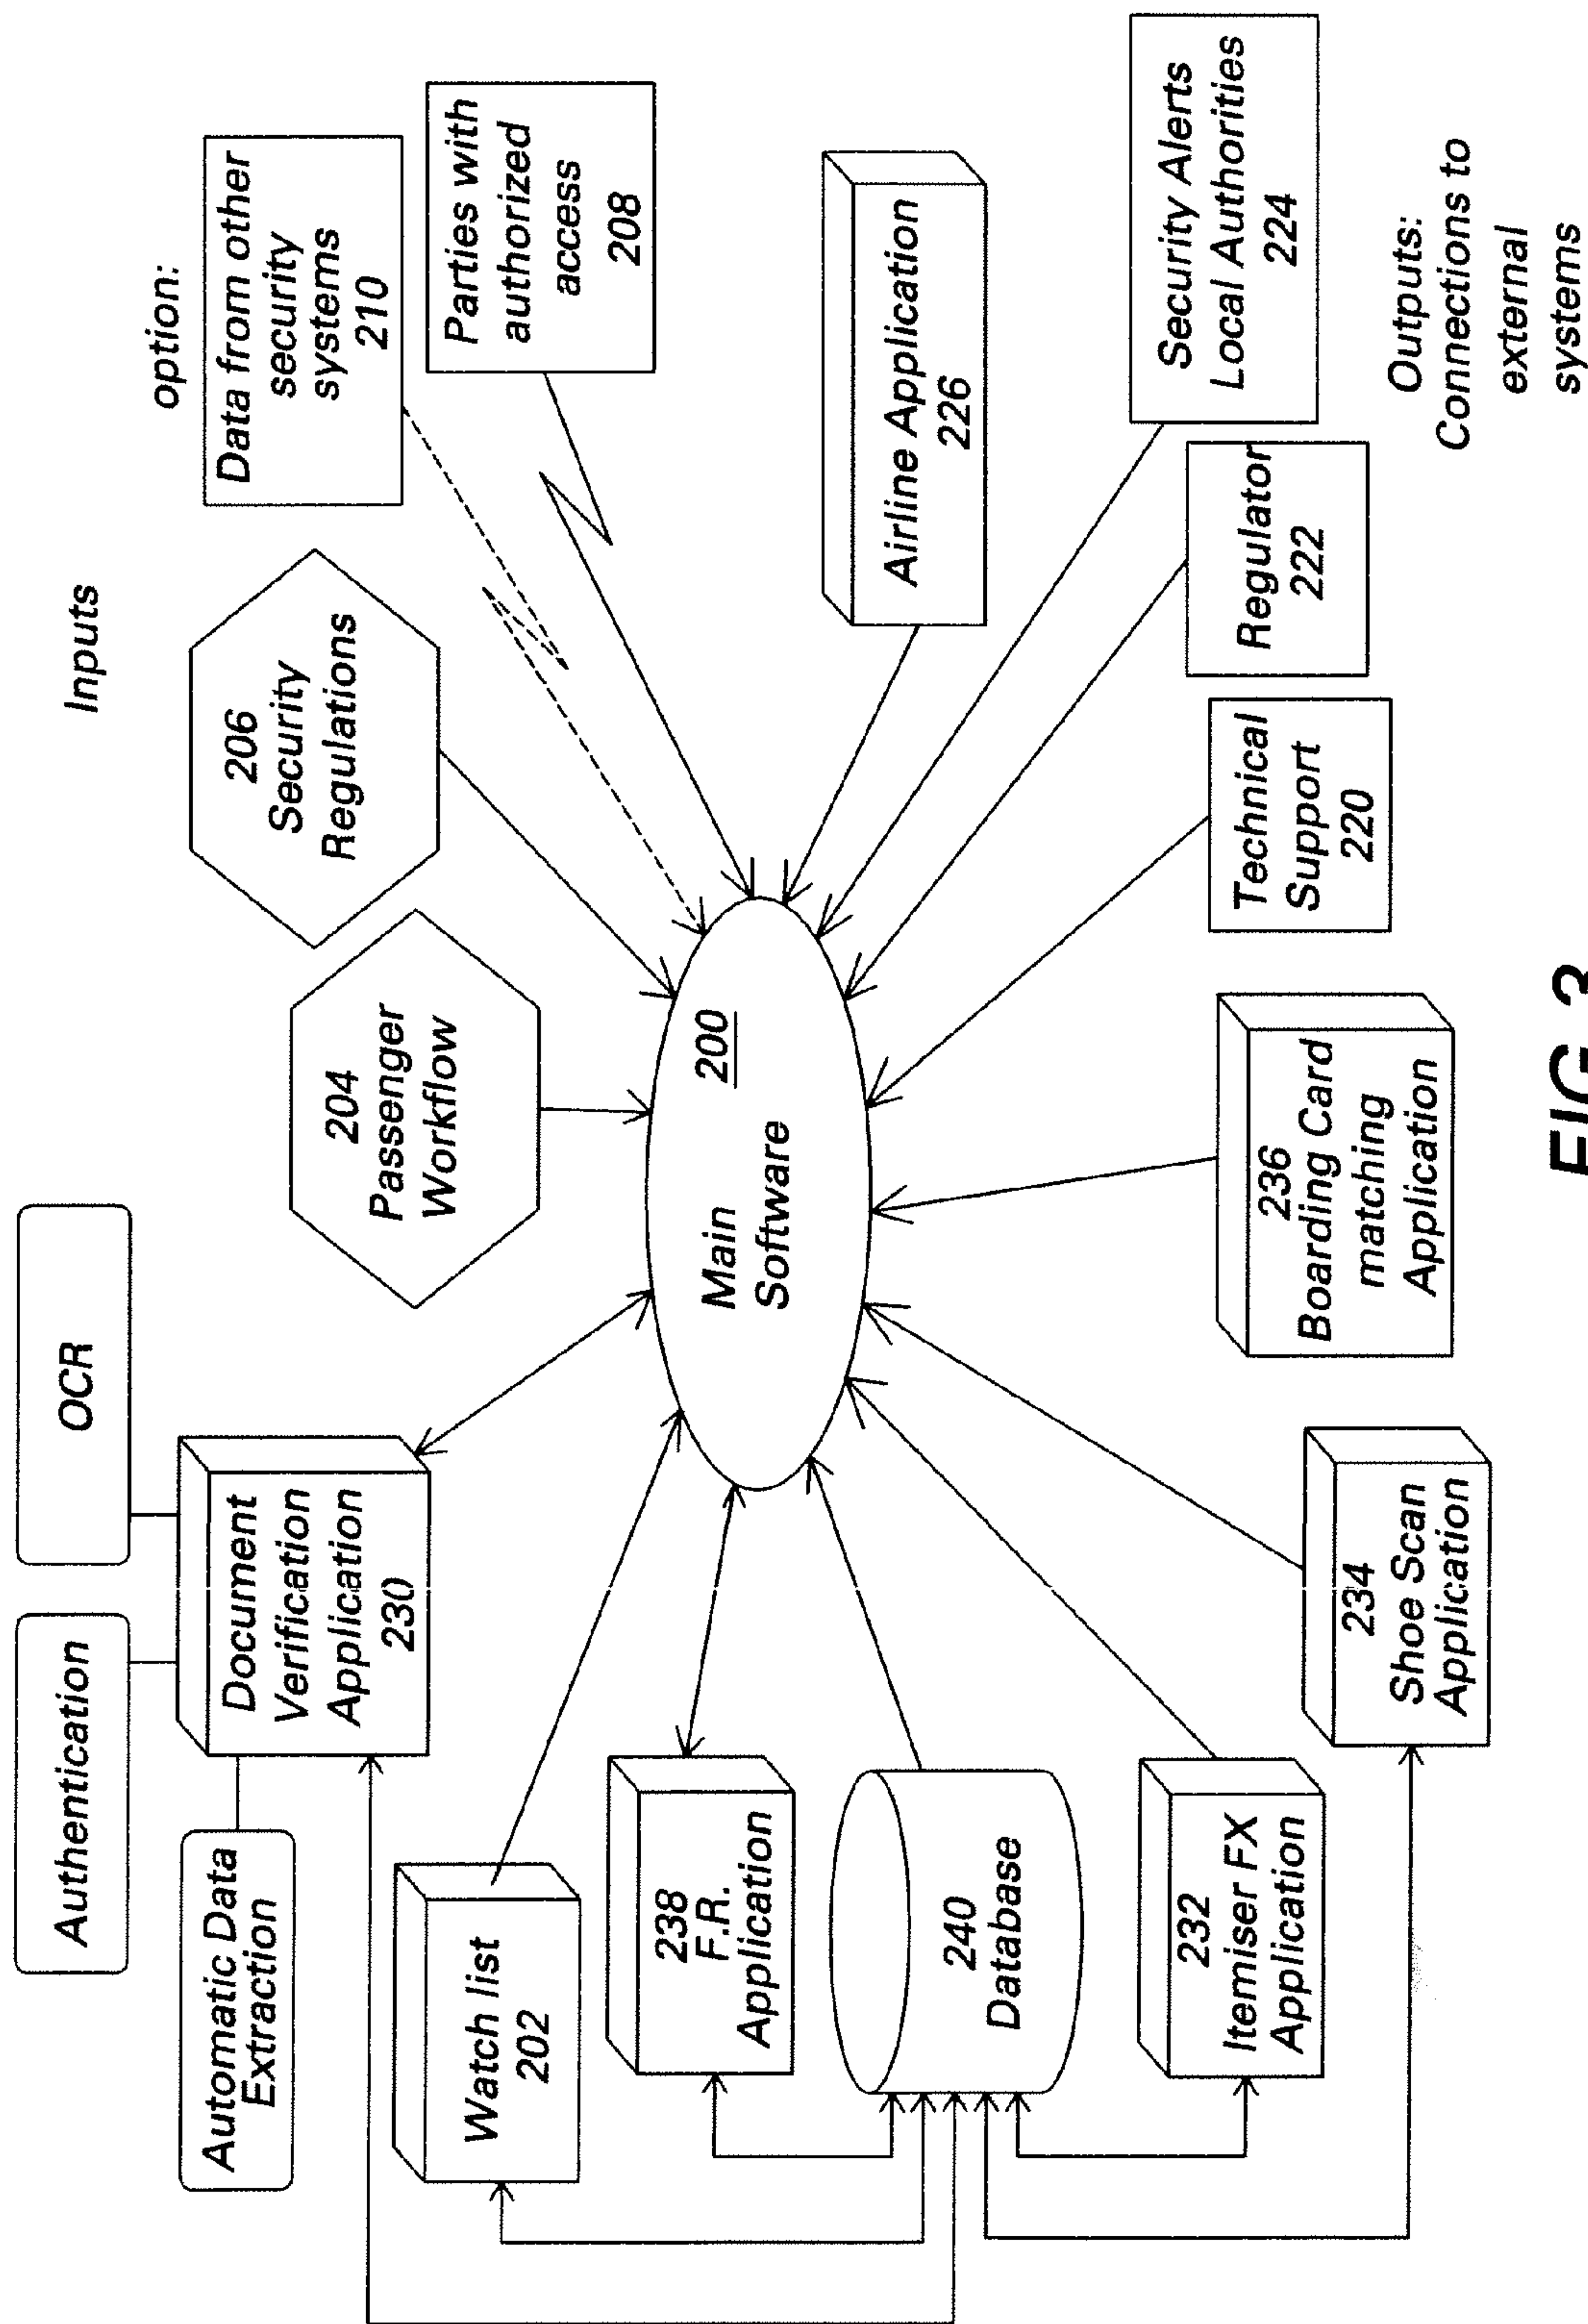 Inputs
option:
OCR
Authentication
Automatic Data
Extraction
Document
Verification
Application
230
204
Passenger
Workflow
206
Security
Regulations
Data from other
security
systems
210
Parties with
authorized
access
208
Watch list
202
238
F.R.
Application
240
Database
232
Itemiser FX
Application
234
Shoe Scan
Application
200
Main
Software
236
Boarding Card
matching
Application
Technical
Support
220
Regulator
222
Security Alerts
Local Authorities
224
Airline Application
226
Outputs:
Connections to
external
systems
FIG 3